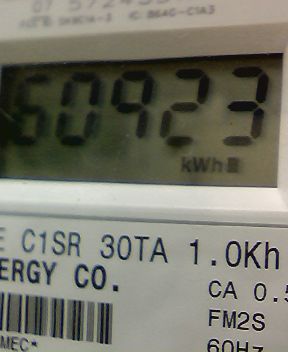 60923
kWh
E C1SR 30TA 1.0Kh
ERGY CO.
CA 0.5
FM2S
MEC*
60Hz